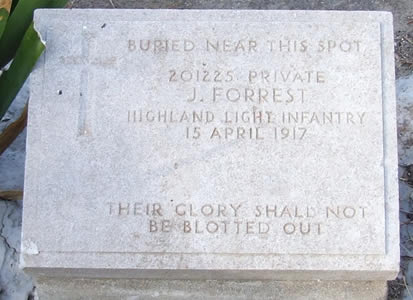 BURIED NEAR THIS SPOT
201225 PRIVATE
J. FORREST
HIGHLAND LIGHT INFANTRY
15 APRIL 1917
THEIR GLORY SHALL NOT
BE BLOTTED OUT